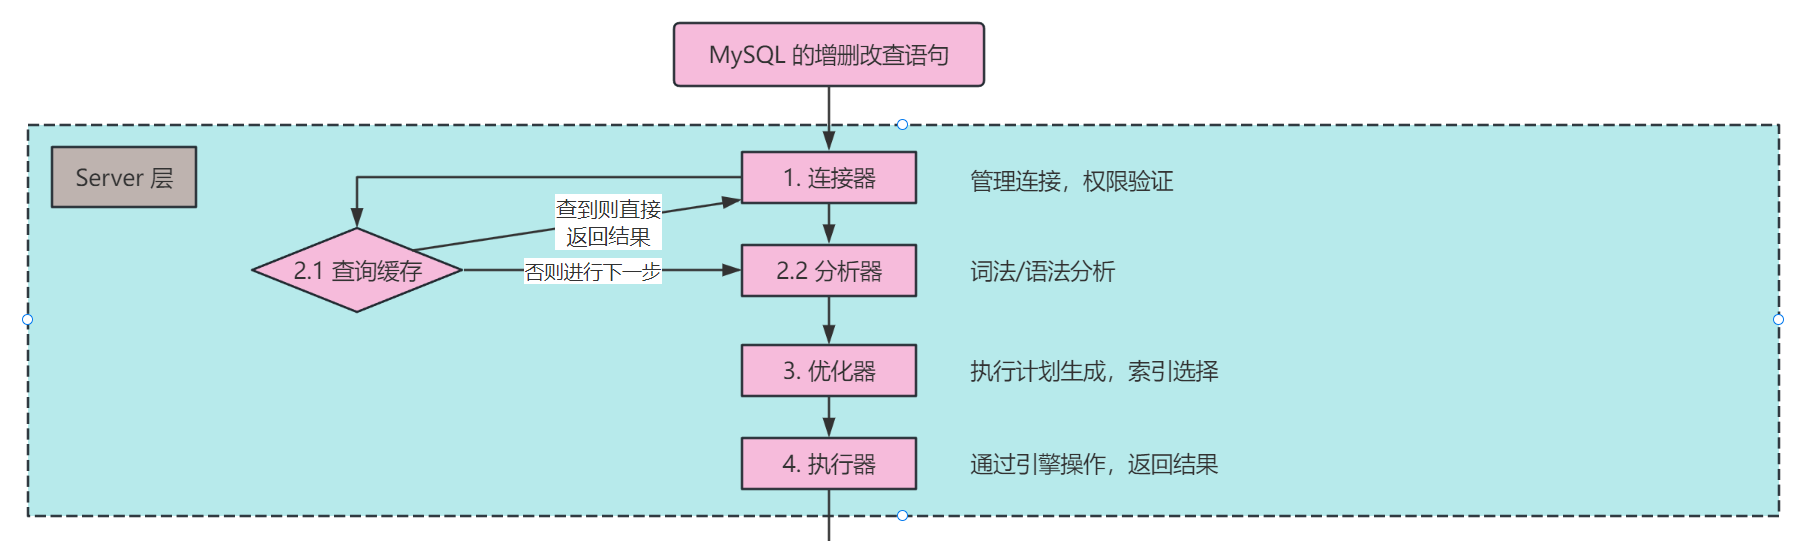 MySQL 的增删改查语句
Server 层
1. 连接器
管理连接，权限验证
查到则直接
返回结果
2.1 查询缓存
否则进行下一步
2.2 分析器
词法/语法分析
3. 优化器
执行计划生成，索引选择
4. 执行器
通过引擎操作，返回结果